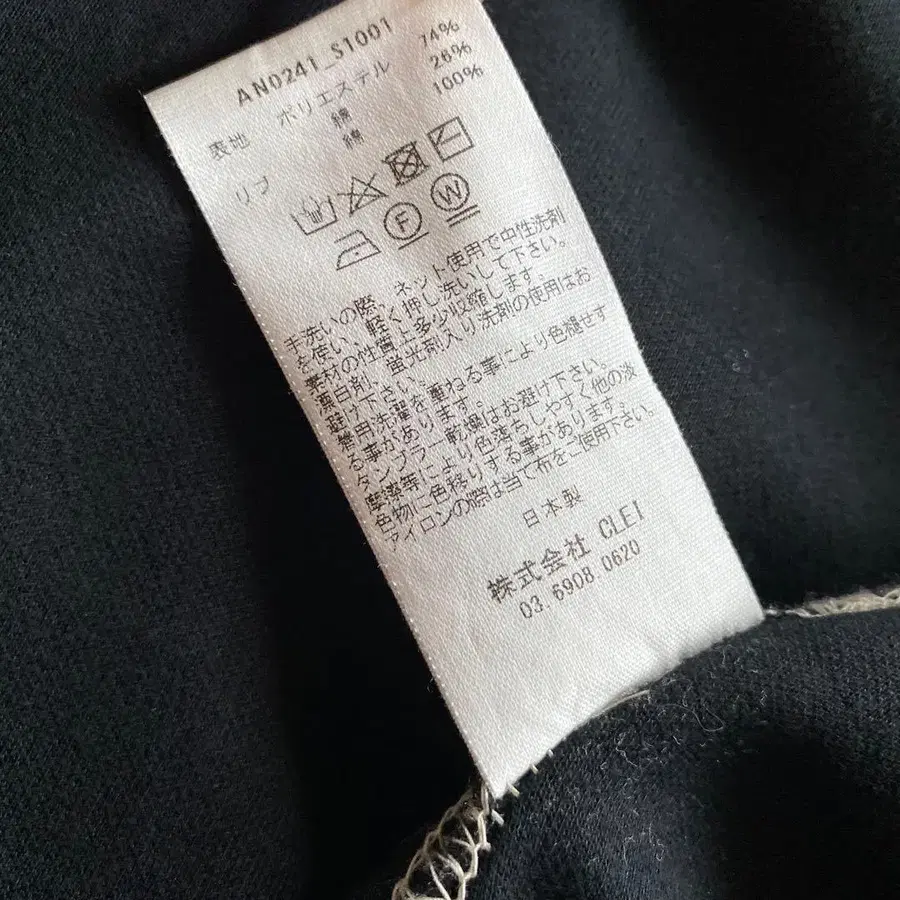 AN0241_S1001
表地 ポリエステル 74%
綿 26%
リブ 綿 100%
F W
手洗いの際、ネット使用で中性洗剤
を使い、軽く押し洗いして下さい。
素材の性質上多少収縮します。
漂白剤、蛍光剤入り洗剤の使用はお
避け下さい。
着用洗濯を重ねる事により色褪せす
る事があります。
タンブラー乾燥はお避け下さい。
摩擦等により色落ちしやすく他の淡
色物に色移りする事があります。
アイロンの際は当て布をご使用下さい。
日本製
株式会社 CLEI
03.6908.0620